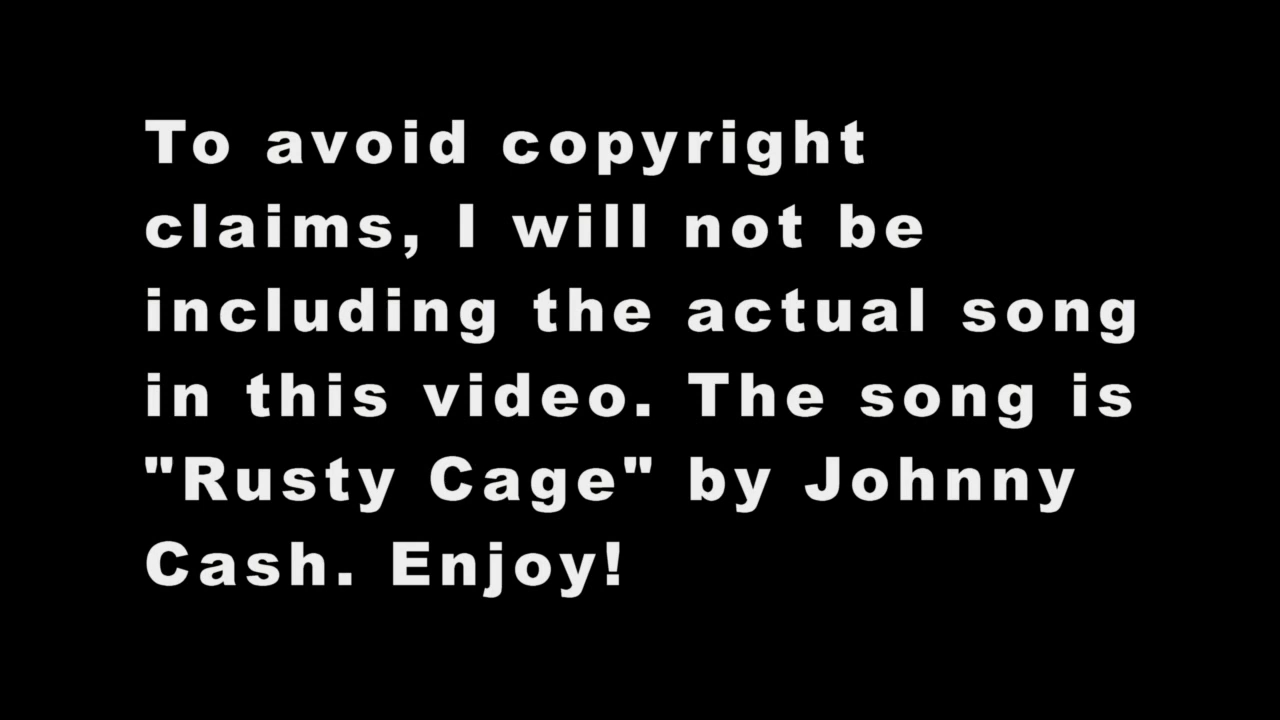 To avoid copyright
claims, I will not be
including the actual song
in this video. The song is
"Rusty Cage" by Johnny
Cash. Enjoy!